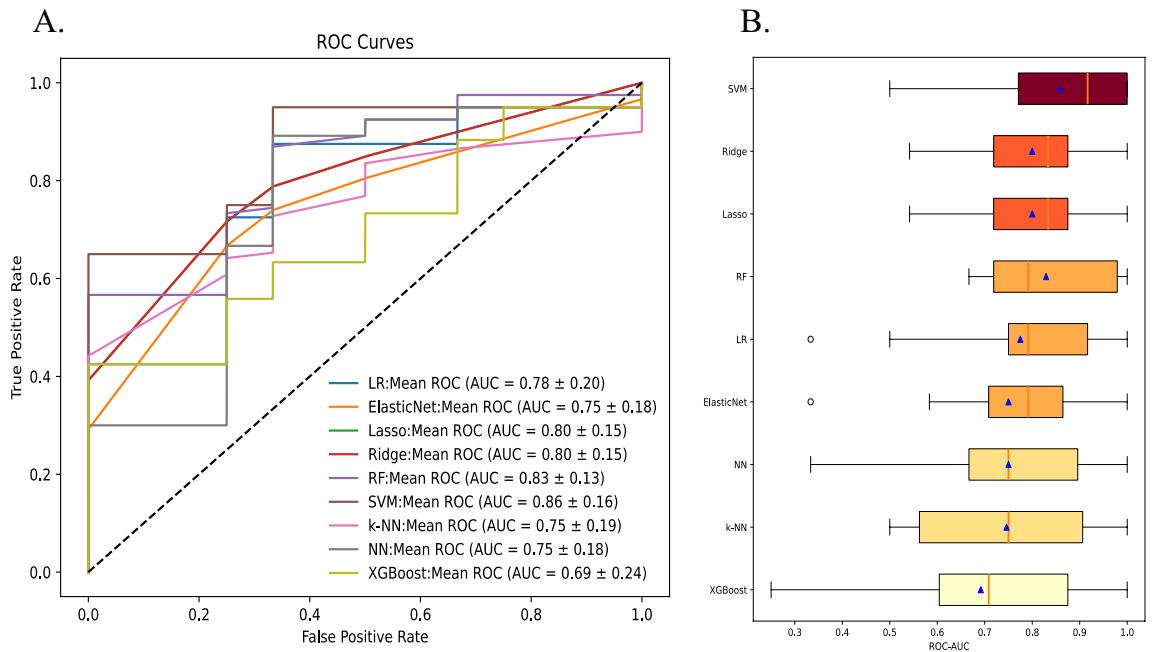 A.
ROC Curves
1.0
0.8
0.6
0.4
0.2
0.0
True Positive Rate
LR:Mean ROC (AUC = 0.78 ± 0.20)
ElasticNet:Mean ROC (AUC = 0.75 ± 0.18)
Lasso:Mean ROC (AUC = 0.80 ± 0.15)
Ridge:Mean ROC (AUC = 0.80 ± 0.15)
RF:Mean ROC (AUC = 0.83 ± 0.13)
SVM:Mean ROC (AUC = 0.86 ± 0.16)
k-NN:Mean ROC (AUC = 0.75 ± 0.19)
NN:Mean ROC (AUC = 0.75 ± 0.18)
XGBoost:Mean ROC (AUC = 0.69 ± 0.24)
0.0 0.2 0.4 0.6 0.8 1.0
False Positive Rate
B.
SVM
Ridge
Lasso
RF
LR
ElasticNet
NN
k-NN
XGBoost
0.3 0.4 0.5 0.6 0.7 0.8 0.9 1.0
ROC-AUC